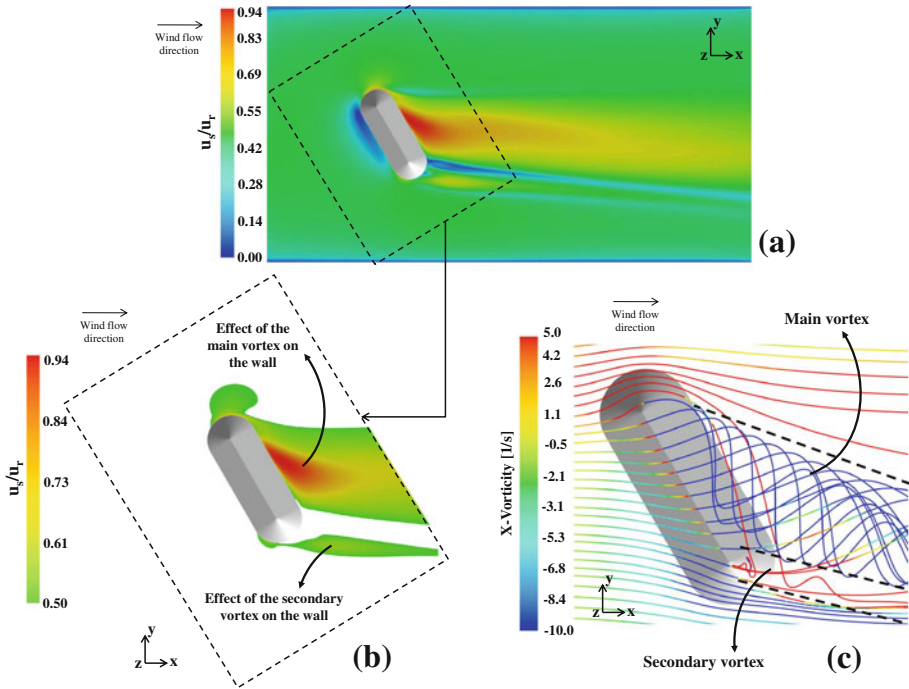 Wind flow
direction
0.94
0.83
0.69
0.55
0.42
0.28
0.14
0.00
us/ur
y
z
x
(a)
Wind flow
direction
0.94
0.84
0.73
0.61
0.50
us/ur
Effect of the
main vortex on
the wall
Effect of the secondary
vortex on the wall
y
z
x
(b)
Wind flow
direction
Main vortex
5.0
4.2
2.6
1.1
-0.5
-2.1
-3.7
-5.2
-6.8
-8.4
-10.0
X-Vorticity [1/s]
y
z
x
Secondary vortex
(c)